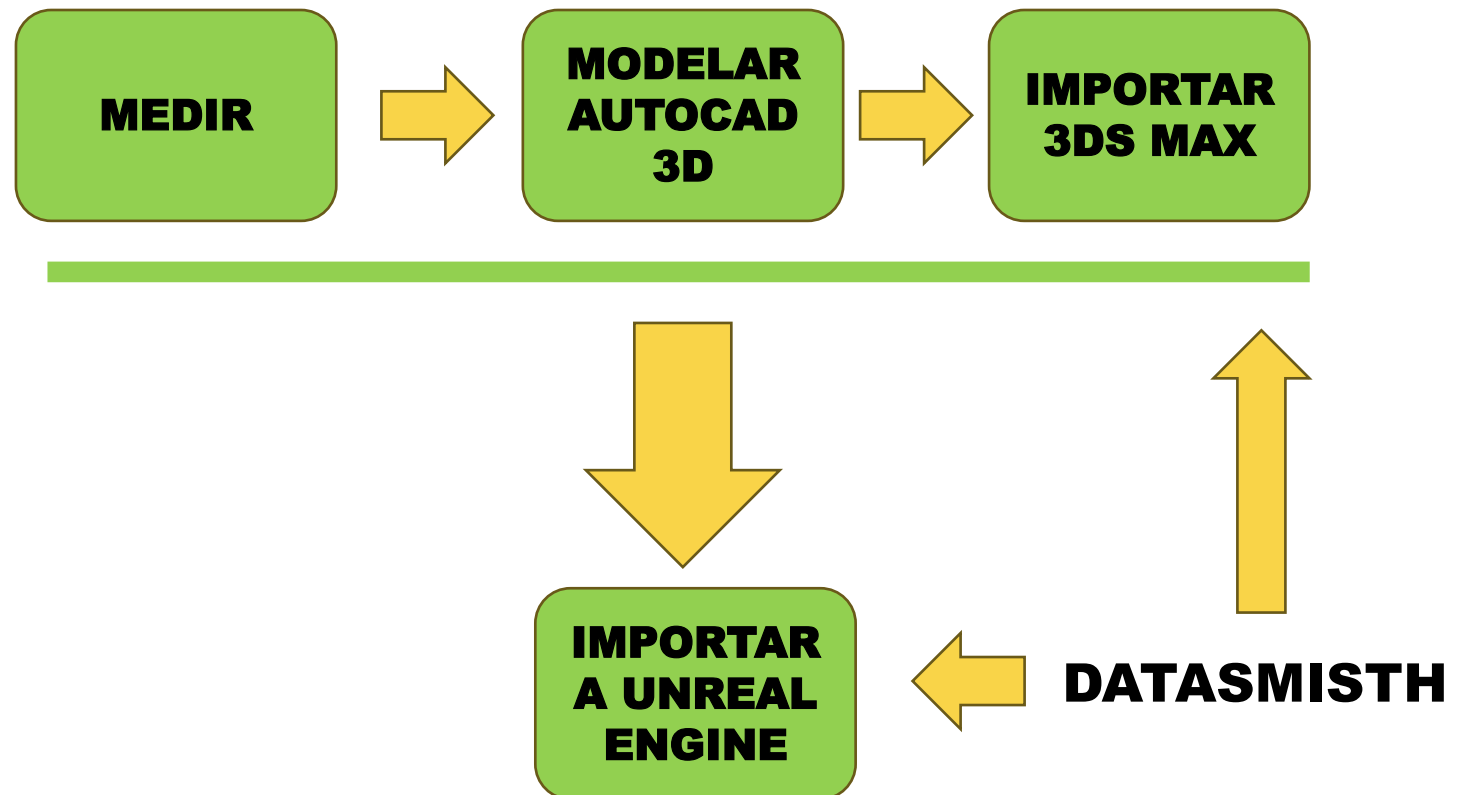 MEDIR
MODELAR
AUTOCAD
3D
IMPORTAR
3DS MAX
IMPORTAR
A UNREAL
ENGINE
DATASMISTH